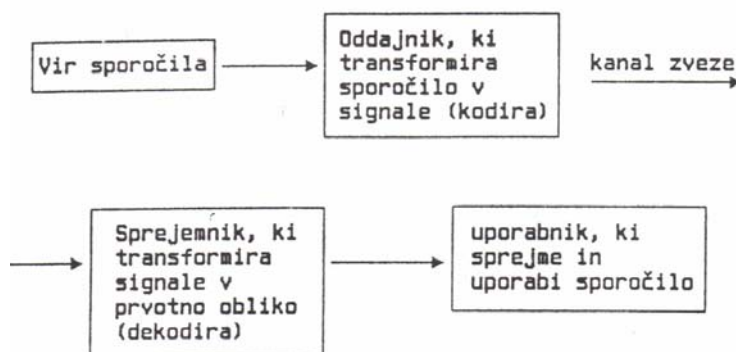 Vir sporočila
Oddajnik, ki
transformira
sporočilo v
signale (kodira)
kanal zveze
Sprejemnik, ki
transformira
signale v
prvotno obliko
(dekodira)
uporabnik, ki
sprejme in
uporabi sporočilo